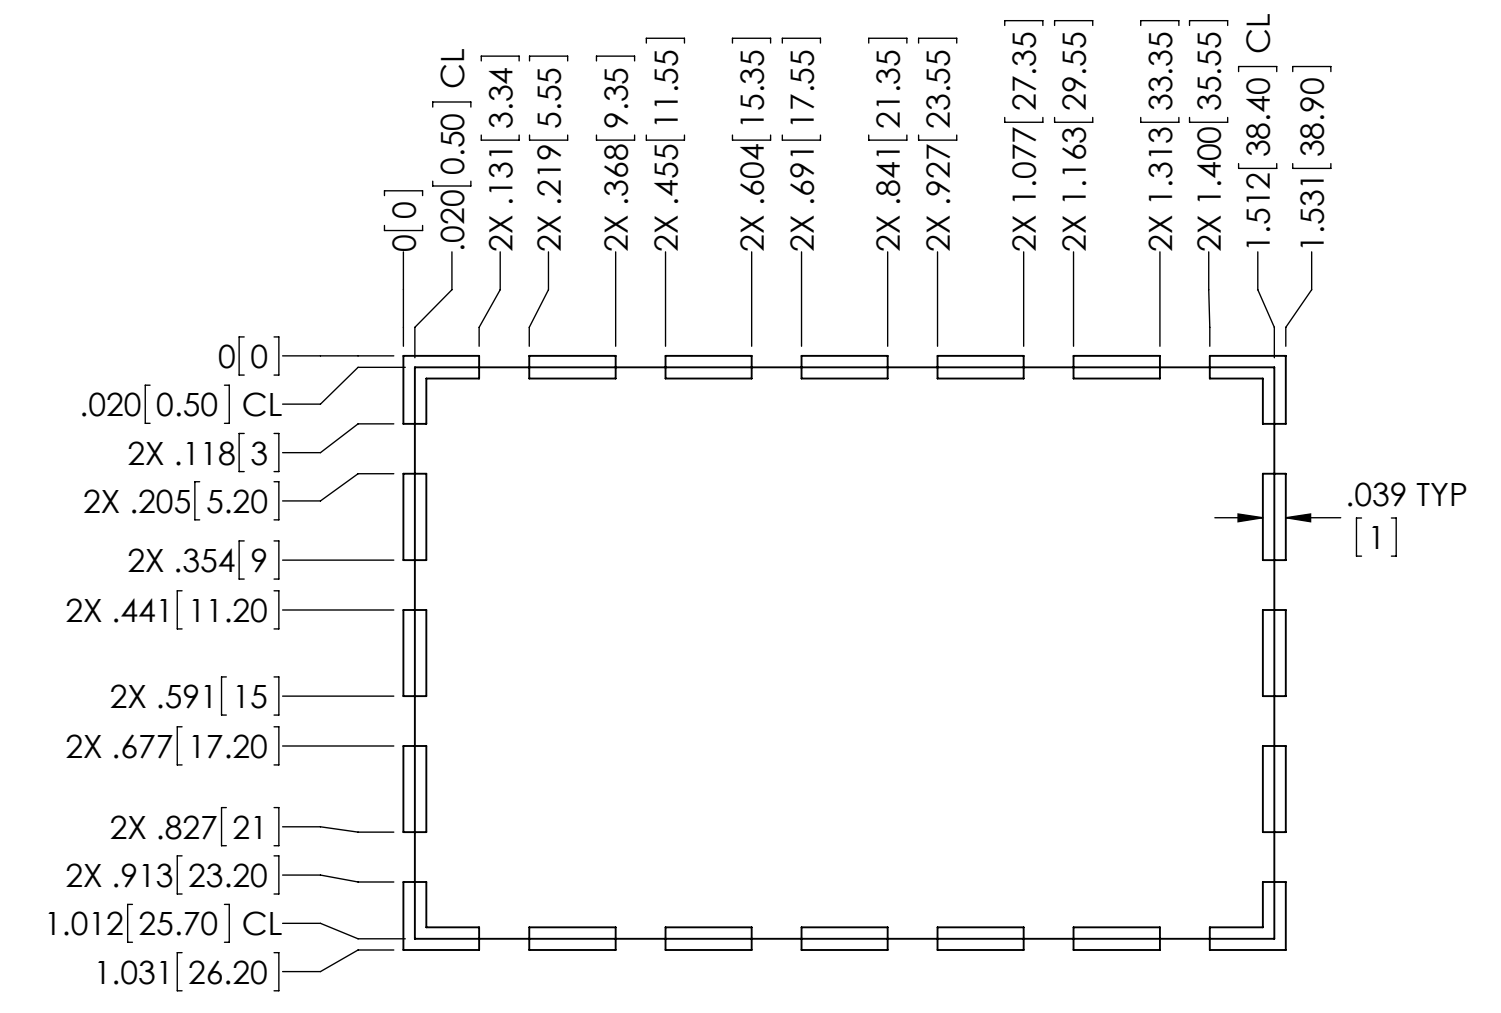 0[0]
.020[0.50] CL
2X .131[3.34]
2X .219[5.55]
2X .368[9.35]
2X .455[11.55]
2X .604[15.35]
2X .691[17.55]
2X .841[21.35]
2X .927[23.55]
2X 1.077[27.35]
2X 1.163[29.55]
2X 1.313[33.35]
2X 1.400[35.55]
1.512[38.40] CL
1.531[38.90]
0[0]
.020[0.50] CL
2X .118[3]
2X .205[5.20]
2X .354[9]
2X .441[11.20]
2X .591[15]
2X .677[17.20]
2X .827[21]
2X .913[23.20]
1.012[25.70] CL
1.031[26.20]
.039 TYP
[1]